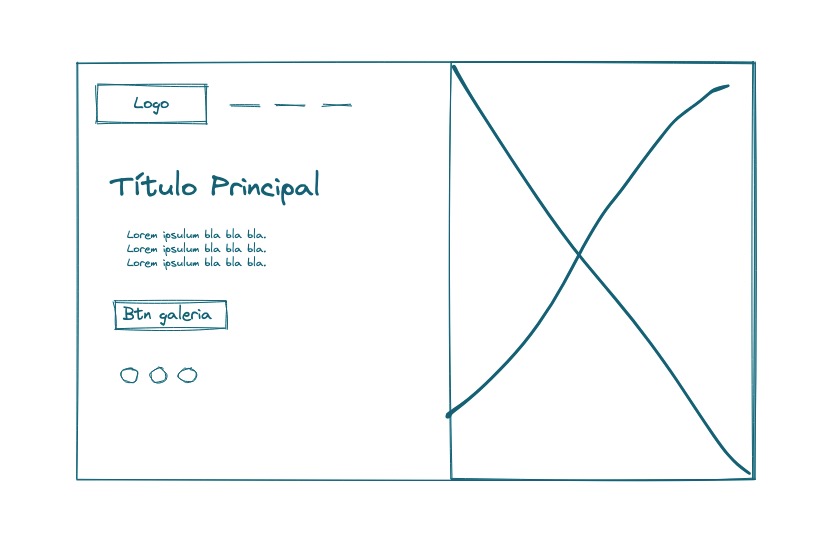 Logo
Título Principal
Lorem ipsulum bla bla bla.
Lorem ipsulum bla bla bla.
Lorem ipsulum bla bla bla.
Btn galeria